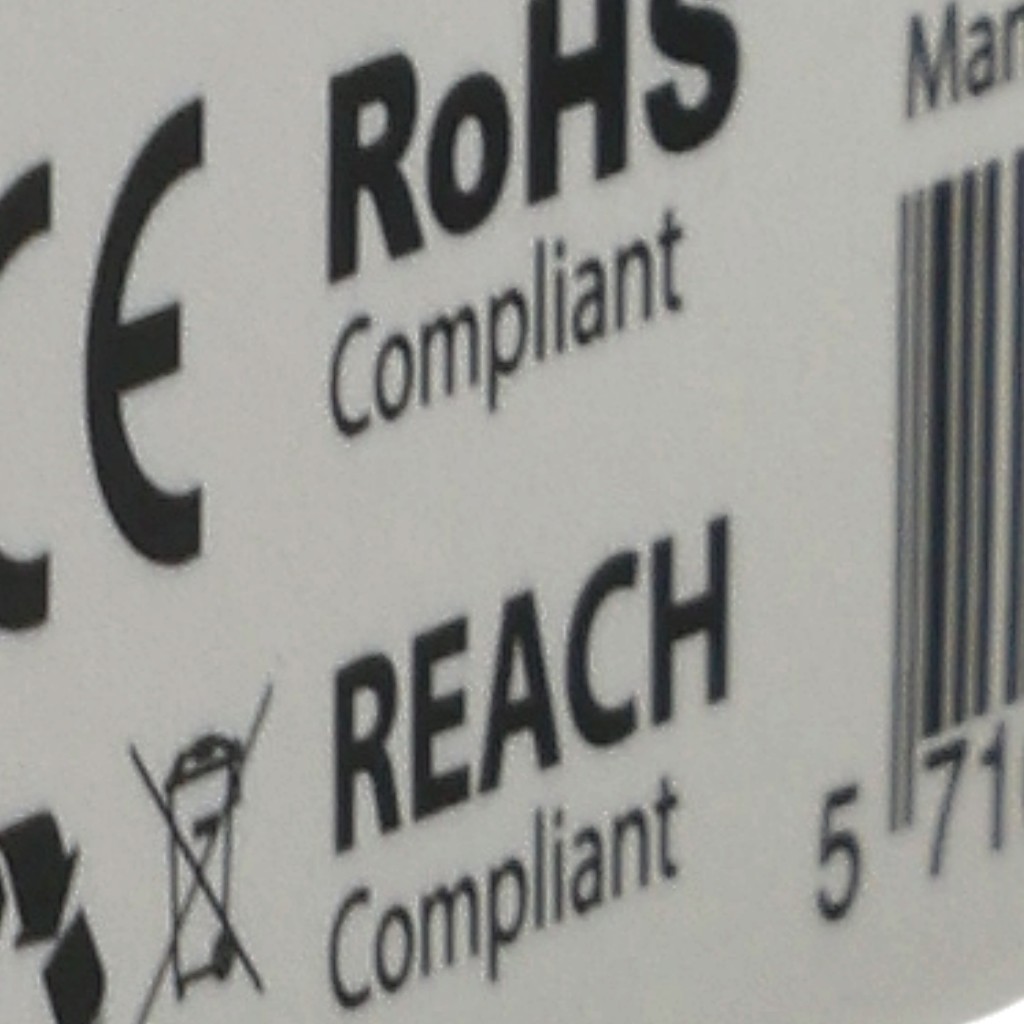 CE
RoHS
Compliant
REACH
Compliant
5 71